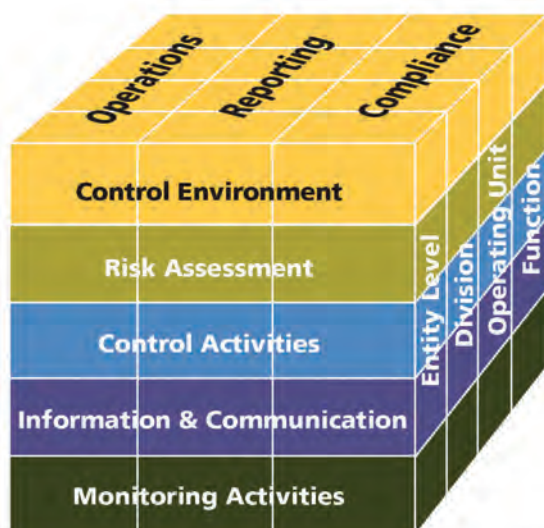 Operations
Reporting
Compliance
Control Environment
Risk Assessment
Control Activities
Information & Communication
Monitoring Activities
Entity Level
Division
Operating Unit
Function